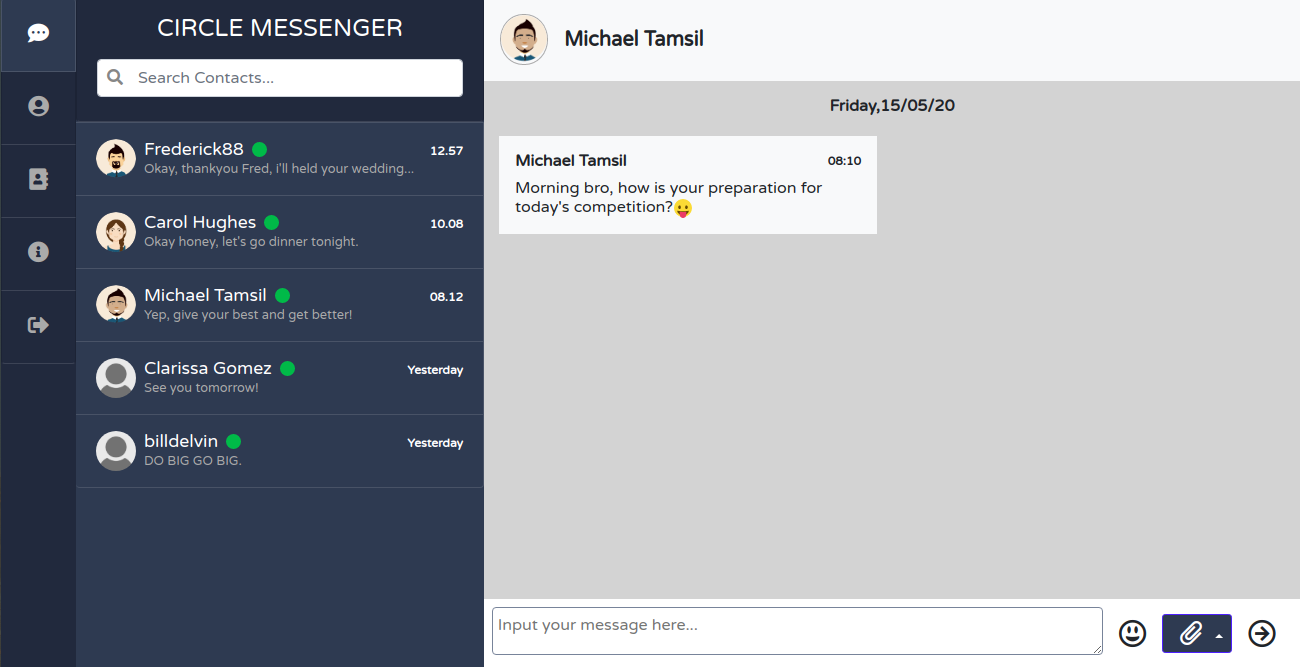 CIRCLE MESSENGER
Search Contacts...
Frederick88 12.57
Okay, thankyou Fred, i'll held your wedding...
Carol Hughes 10.08
Okay honey, let's go dinner tonight.
Michael Tamsil 08.12
Yep, give your best and get better!
Clarissa Gomez Yesterday
See you tomorrow!
billdelvin Yesterday
DO BIG GO BIG.
Michael Tamsil
Friday,15/05/20
Michael Tamsil 08:10
Morning bro, how is your preparation for
today's competition?😛
Input your message here...